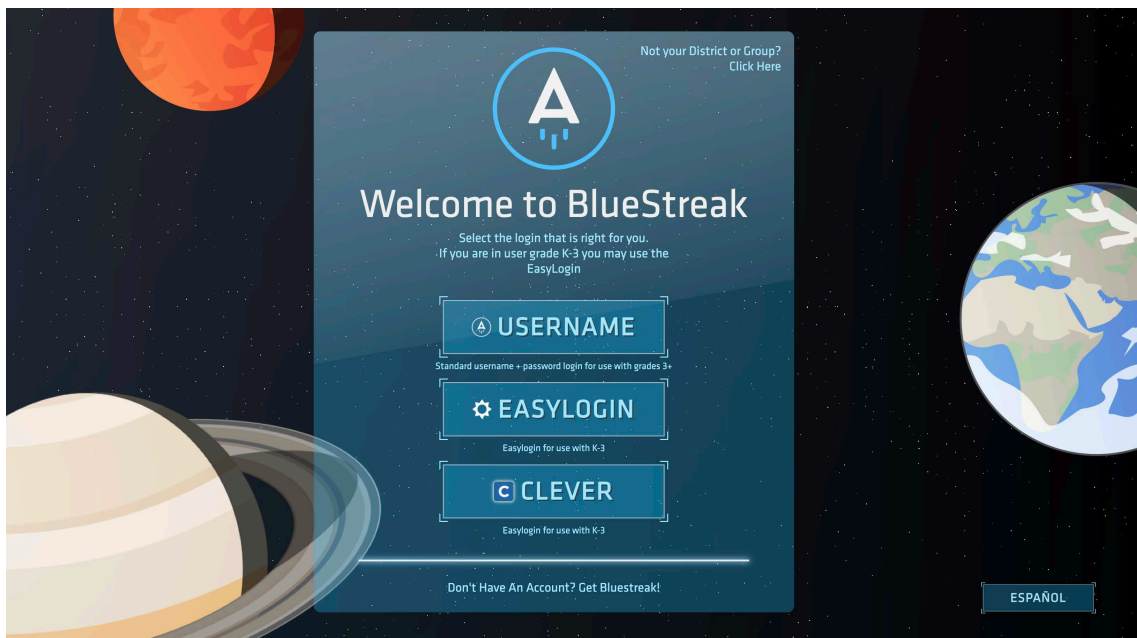 Not your District or Group?
Click Here
A
Welcome to BlueStreak
Select the login that is right for you.
If you are in user grade K-3 you may use the
EasyLogin
A USERNAME
Standard username + password login for use with grades 3+
EASYLOGIN
Easylogin for use with K-3
C CLEVER
Easylogin for use with K-3
Don't Have An Account? Get Bluestreak!
ESPAÑOL